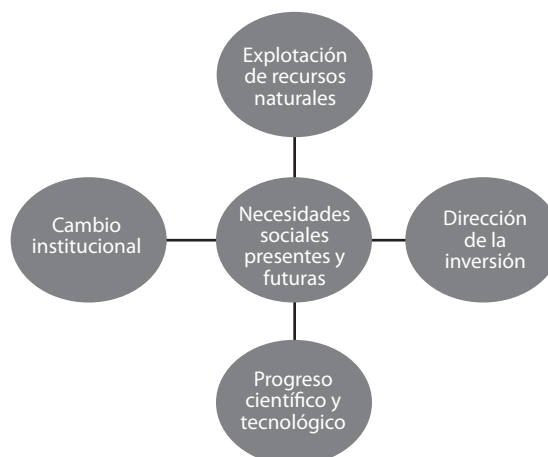 Explotación
de recursos
naturales
Cambio
institucional
Necesidades
sociales
presentes y
futuras
Dirección
de la
inversión
Progreso
científico y
tecnológico